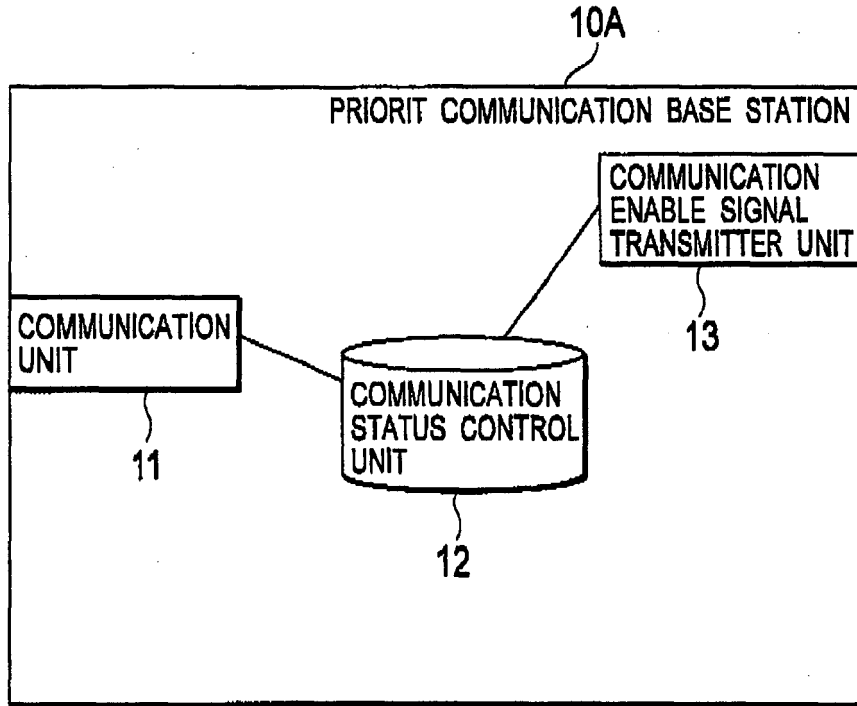 10A
PRIORIT COMMUNICATION BASE STATION
COMMUNICATION
ENABLE SIGNAL
TRANSMITTER UNIT
13
COMMUNICATION
UNIT
11
COMMUNICATION
STATUS CONTROL
UNIT
12